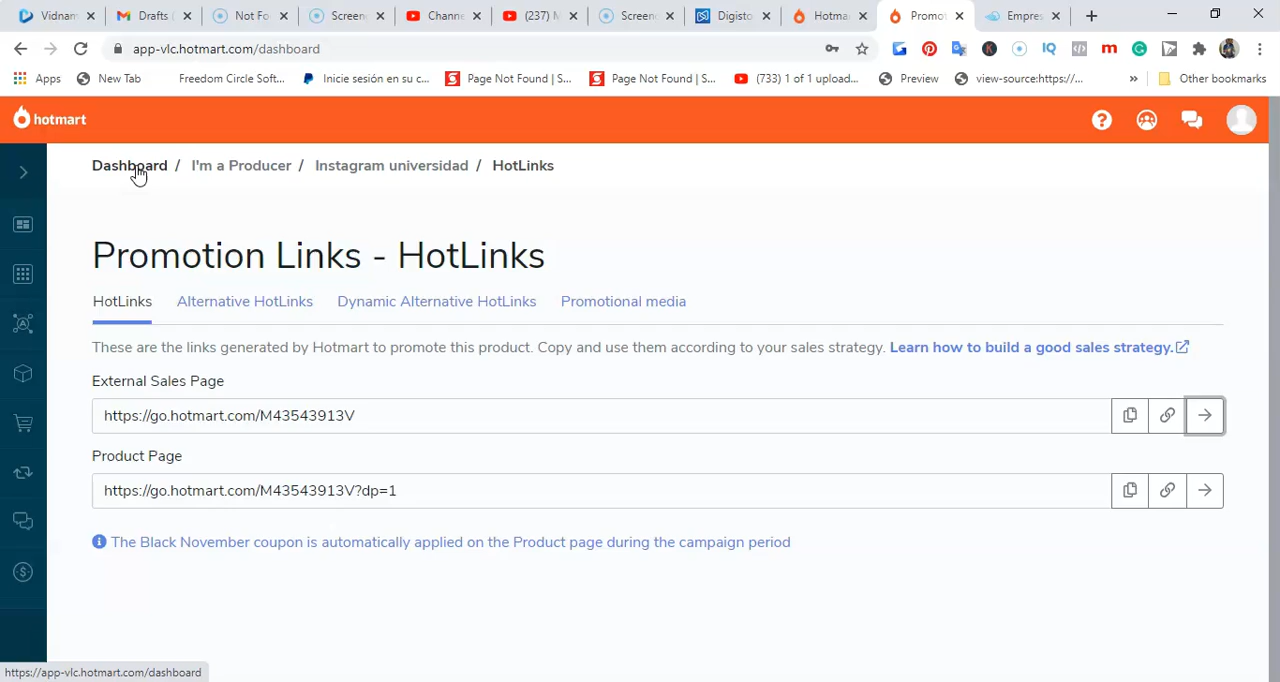 Vidnam
Drafts (
Not Fo
Screen
Chann
(237) M
Screen
Digisto
Hotma
Promot
Empres
app-vlc.hotmart.com/dashboard
Apps
New Tab
Freedom Circle Soft...
Inicie sesión en su c...
Page Not Found | S...
Page Not Found | S...
(733) 1 of 1 upload...
Preview
view-source:https://...
Other bookmarks
hotmart
Dashboard / I'm a Producer / Instagram universidad / HotLinks
Promotion Links - HotLinks
HotLinks
Alternative HotLinks
Dynamic Alternative HotLinks
Promotional media
These are the links generated by Hotmart to promote this product. Copy and use them according to your sales strategy. Learn how to build a good sales strategy.
External Sales Page
https://go.hotmart.com/M43543913V
Product Page
https://go.hotmart.com/M43543913V?dp=1
The Black November coupon is automatically applied on the Product page during the campaign period
https://app-vlc.hotmart.com/dashboard